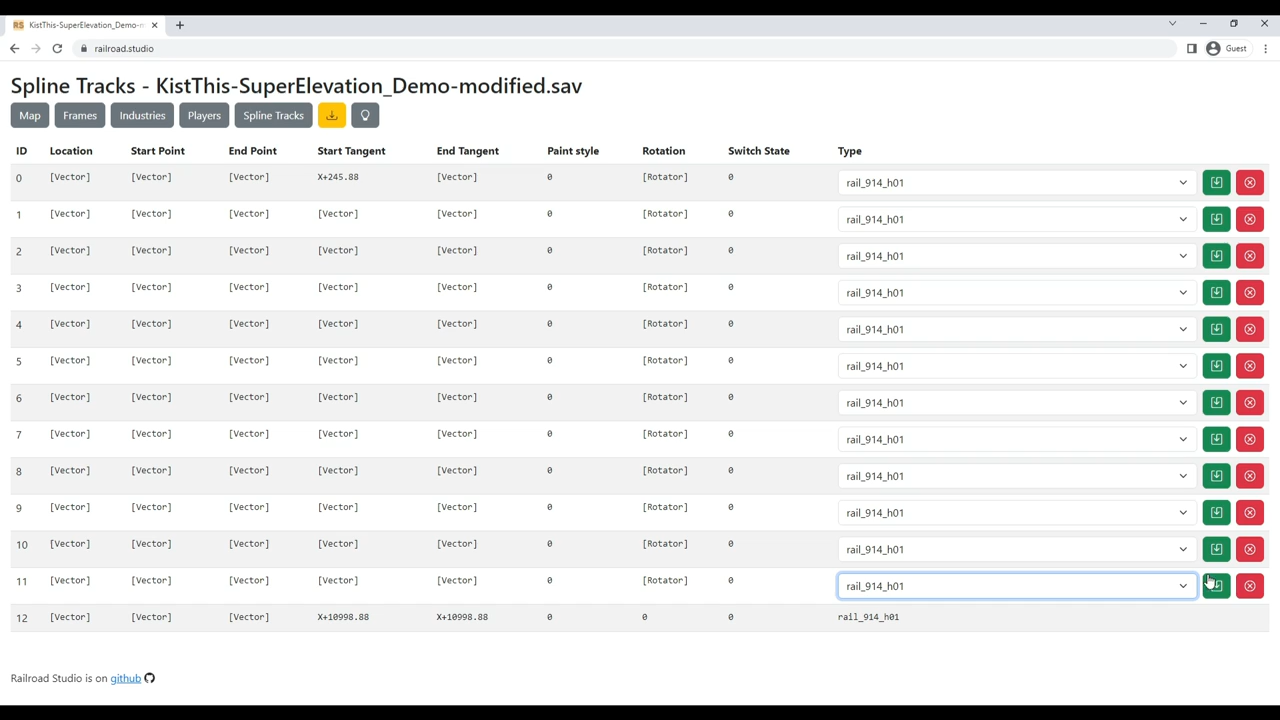 RS KistThis-SuperElevation_Demo-m
railroad.studio
Guest
Spline Tracks - KistThis-SuperElevation_Demo-modified.sav
Map Frames Industries Players Spline Tracks
ID Location Start Point End Point Start Tangent End Tangent Paint style Rotation Switch State Type
0 [Vector] [Vector] [Vector] X+245.88 [Vector] 0 [Rotator] 0 rail_914_h01
1 [Vector] [Vector] [Vector] [Vector] [Vector] 0 [Rotator] 0 rail_914_h01
2 [Vector] [Vector] [Vector] [Vector] [Vector] 0 [Rotator] 0 rail_914_h01
3 [Vector] [Vector] [Vector] [Vector] [Vector] 0 [Rotator] 0 rail_914_h01
4 [Vector] [Vector] [Vector] [Vector] [Vector] 0 [Rotator] 0 rail_914_h01
5 [Vector] [Vector] [Vector] [Vector] [Vector] 0 [Rotator] 0 rail_914_h01
6 [Vector] [Vector] [Vector] [Vector] [Vector] 0 [Rotator] 0 rail_914_h01
7 [Vector] [Vector] [Vector] [Vector] [Vector] 0 [Rotator] 0 rail_914_h01
8 [Vector] [Vector] [Vector] [Vector] [Vector] 0 [Rotator] 0 rail_914_h01
9 [Vector] [Vector] [Vector] [Vector] [Vector] 0 [Rotator] 0 rail_914_h01
10 [Vector] [Vector] [Vector] [Vector] [Vector] 0 [Rotator] 0 rail_914_h01
11 [Vector] [Vector] [Vector] [Vector] [Vector] 0 [Rotator] 0 rail_914_h01
12 [Vector] [Vector] [Vector] X+10998.88 X+10998.88 0 0 0 rail_914_h01
Railroad Studio is on github